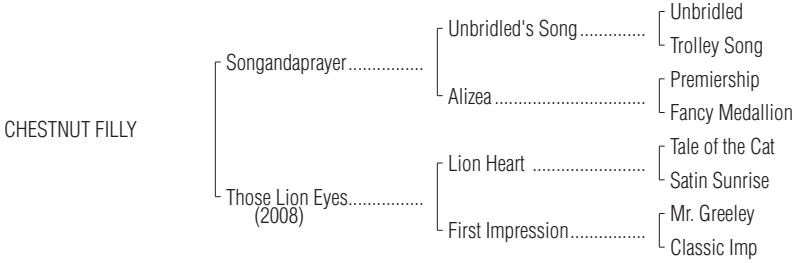 Unbridled
Unbridled's Song..............
Trolley Song
Songandaprayer................
Premiership
Alizea................................
Fancy Medallion
CHESTNUT FILLY
Tale of the Cat
Lion Heart ........................
Satin Sunrise
Those Lion Eyes................
(2008)
Mr. Greeley
First Impression................
Classic Imp